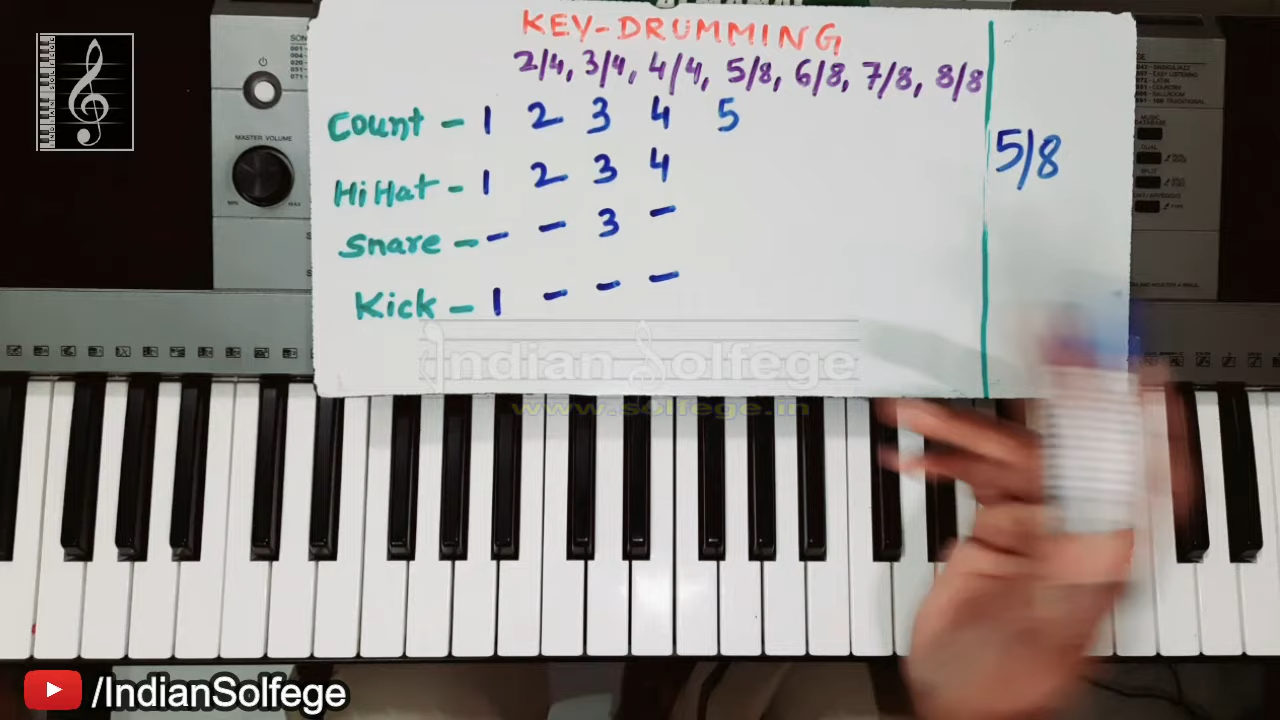 KEY-DRUMMING
2/4, 3/4, 4/4, 5/8, 6/8, 7/8, 8/8
Count - 1 2 3 4 5
HiHat - 1 2 3 4
Snare - - - 3 -
Kick - 1 - - -
5/8
MASTER VOLUME
MIN
MAX
Indian Solfege
www.solfege.in
/IndianSolfege